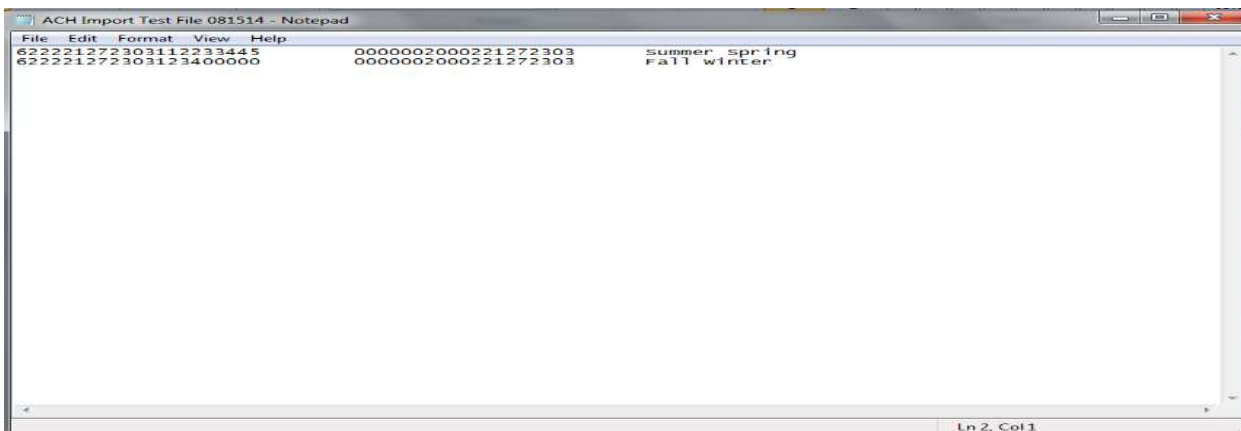 ACH Import Test File 081514 - Notepad
File Edit Format View Help
622221272303112233445 0000002000221272303 Summer Spring
622221272303123400000 0000002000221272303 Fall Winter
Ln 2, Col 1